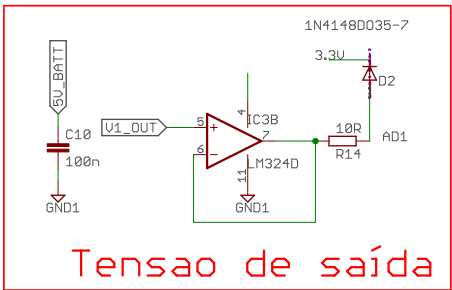 1N4148DO35-7
3.3V
D2
5V_BATT
C10
100n
GND1
V1_OUT
5
6
7
4
11
IC3B
LM324D
GND1
10R
R14
AD1
Tensao de saída